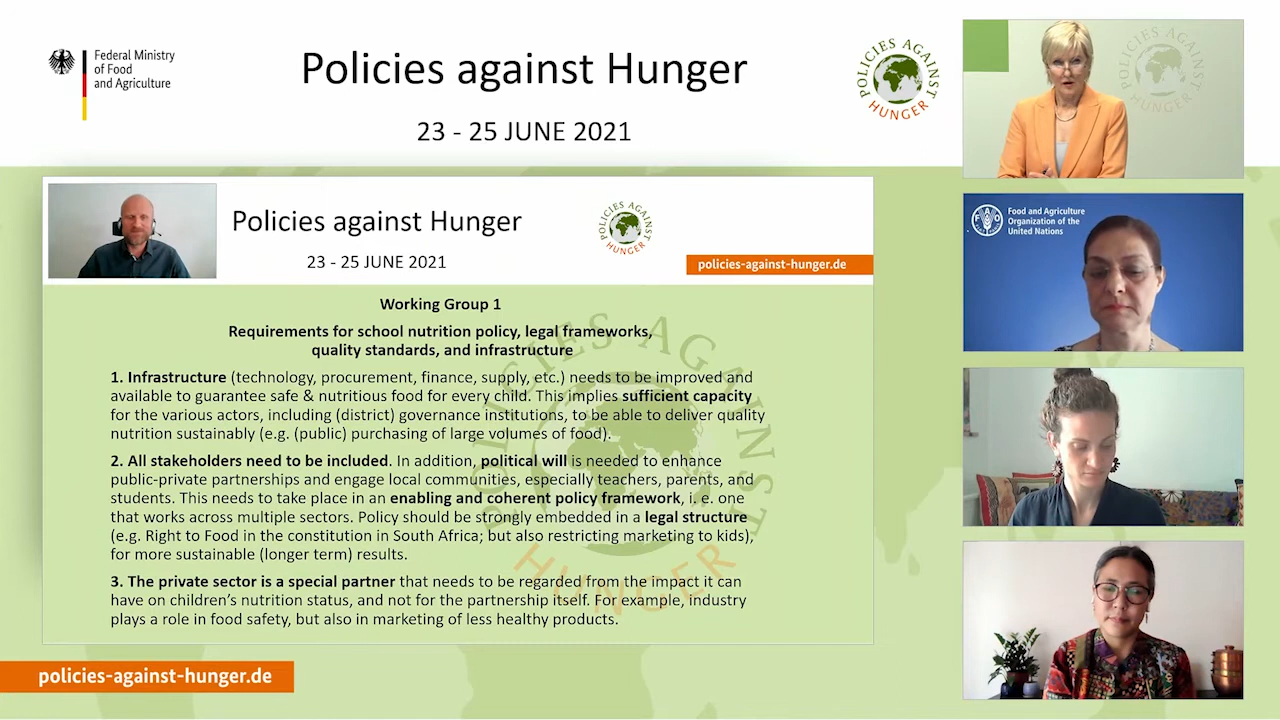 Federal Ministry
of Food
and Agriculture
Policies against Hunger
23 - 25 JUNE 2021
POLICIES AGAINST
HUNGER
POLICIES AGAINST
HUNGER
Food and Agriculture
Organization of the
United Nations
FAO
Policies against Hunger
23 - 25 JUNE 2021
POLICIES AGAINST
HUNGER
policies-against-hunger.de
Working Group 1
Requirements for school nutrition policy, legal frameworks,
quality standards, and infrastructure
1. Infrastructure (technology, procurement, finance, supply, etc.) needs to be improved and
available to guarantee safe & nutritious food for every child. This implies sufficient capacity
for the various actors, including (district) governance institutions, to be able to deliver quality
nutrition sustainably (e.g. (public) purchasing of large volumes of food).
2. All stakeholders need to be included. In addition, political will is needed to enhance
public-private partnerships and engage local communities, especially teachers, parents, and
students. This needs to take place in an enabling and coherent policy framework, i. e. one
that works across multiple sectors. Policy should be strongly embedded in a legal structure
(e.g. Right to Food in the constitution in South Africa; but also restricting marketing to kids),
for more sustainable (longer term) results.
3. The private sector is a special partner that needs to be regarded from the impact it can
have on children's nutrition status, and not for the partnership itself. For example, industry
plays a role in food safety, but also in marketing of less healthy products.
POLICIES AGAINST
HUNGER
policies-against-hunger.de